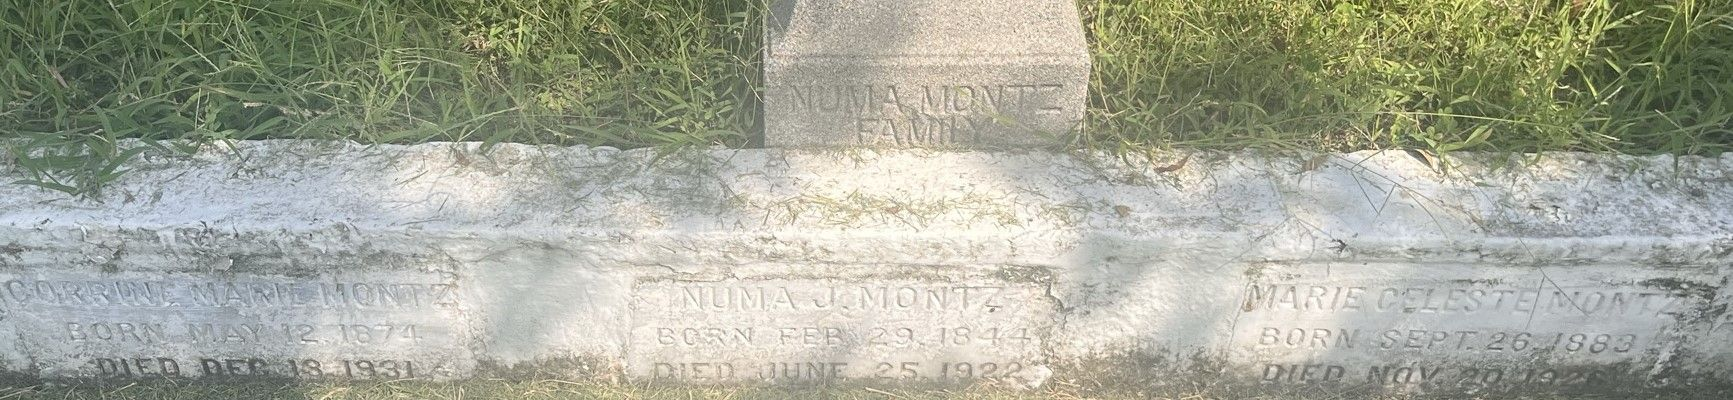 NUMA MONTZ
FAMILY
CORRINE MARIE MONTZ
BORN MAY 12, 1874
DIED DEC. 18, 1931
NUMA J. MONTZ
BORN FEB 29, 1844
DIED JUNE 25, 1922
MARIE CELESTE MONTZ
BORN SEPT. 26, 1883
DIED NOV. 20,